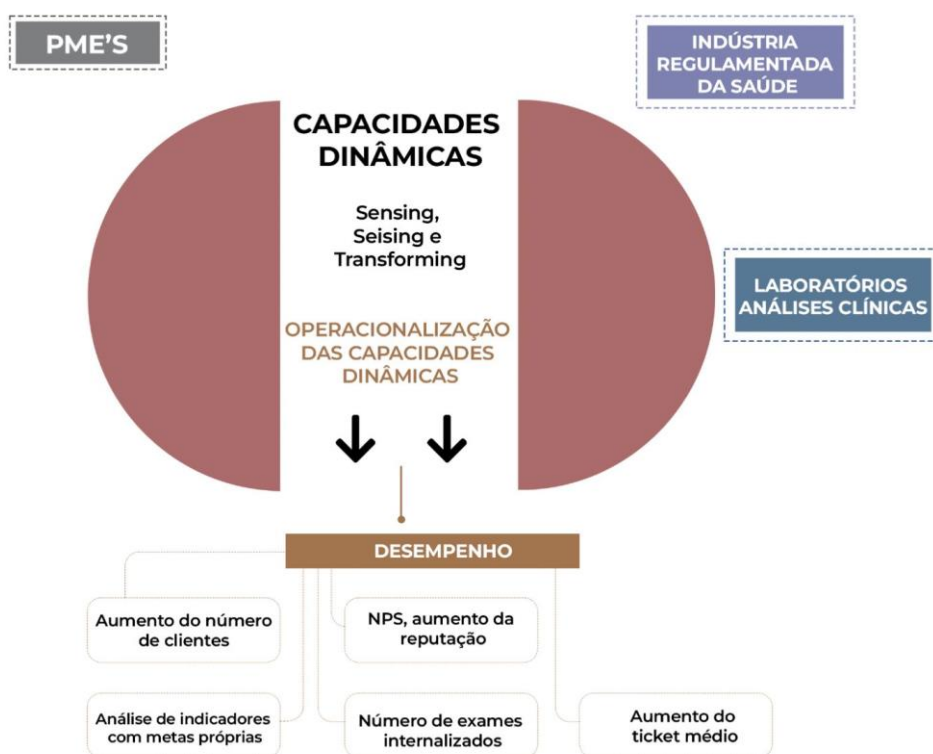 PME'S
INDÚSTRIA
REGULAMENTADA
DA SAÚDE
CAPACIDADES
DINÂMICAS
Sensing,
Seising e
Transforming
LABORATÓRIOS
ANÁLISES CLÍNICAS
OPERACIONALIZAÇÃO
DAS CAPACIDADES
DINÂMICAS
DESEMPENHO
Aumento do número
de clientes
NPS, aumento da
reputação
Análise de indicadores
com metas próprias
Número de exames
internalizados
Aumento do
ticket médio